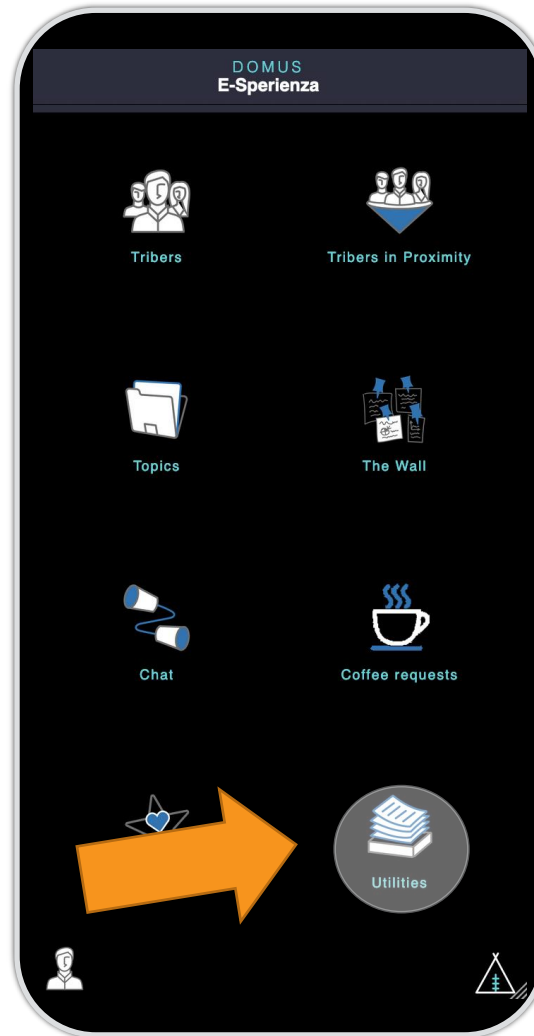 DOMUS
E-Sperienza
Tribers
Tribers in Proximity
Topics
The Wall
Chat
Coffee requests
Utilities